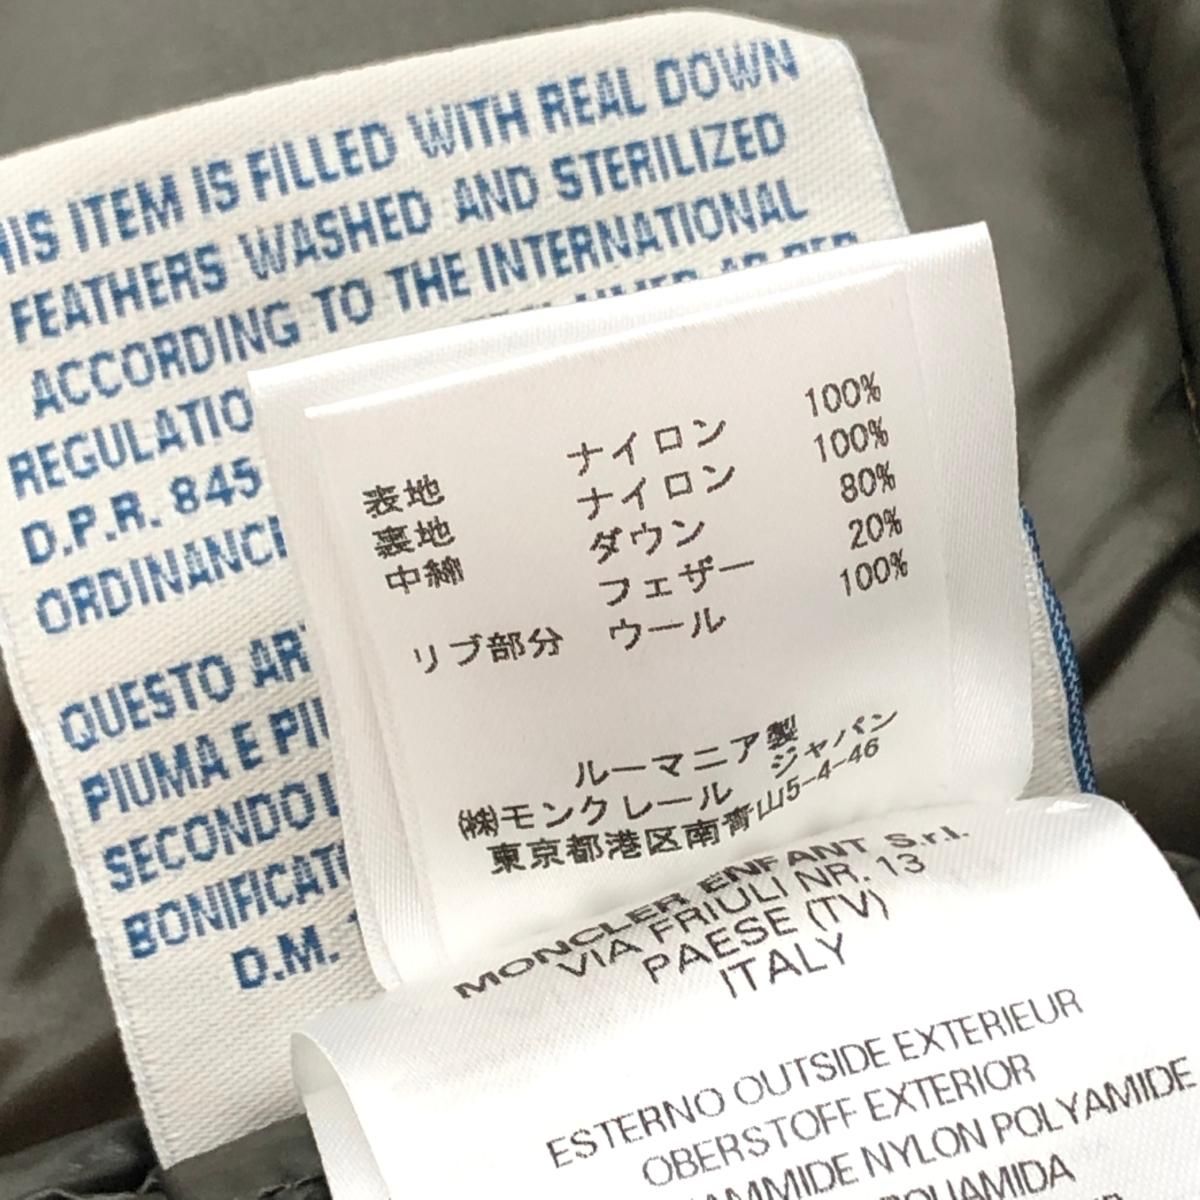 IS ITEM IS FILLED WITH REAL DOWN
FEATHERS WASHED AND STERILIZED
ACCORDING TO THE INTERNATIONAL
REGULATIO
D.P.R. 845
ORDINANC
QUESTO AR
PIUMA E PIU
SECONDO
BONIFICAT
D.M.
表地 ナイロン 100%
裏地 ナイロン 100%
中綿 ダウン 80%
フェザー 20%
リブ部分 ウール 100%
ルーマニア製
㈱モンクレール ジャパン
東京都港区南青山5-4-46
MONCLER ENFANT S.r.l.
VIA FRIULI NR. 13
PAESE (TV)
ITALY
ESTERNO OUTSIDE EXTERIEUR
OBERSTOFF EXTERIOR
AMMIDE NYLON POLYAMIDE
OLIAMIDA